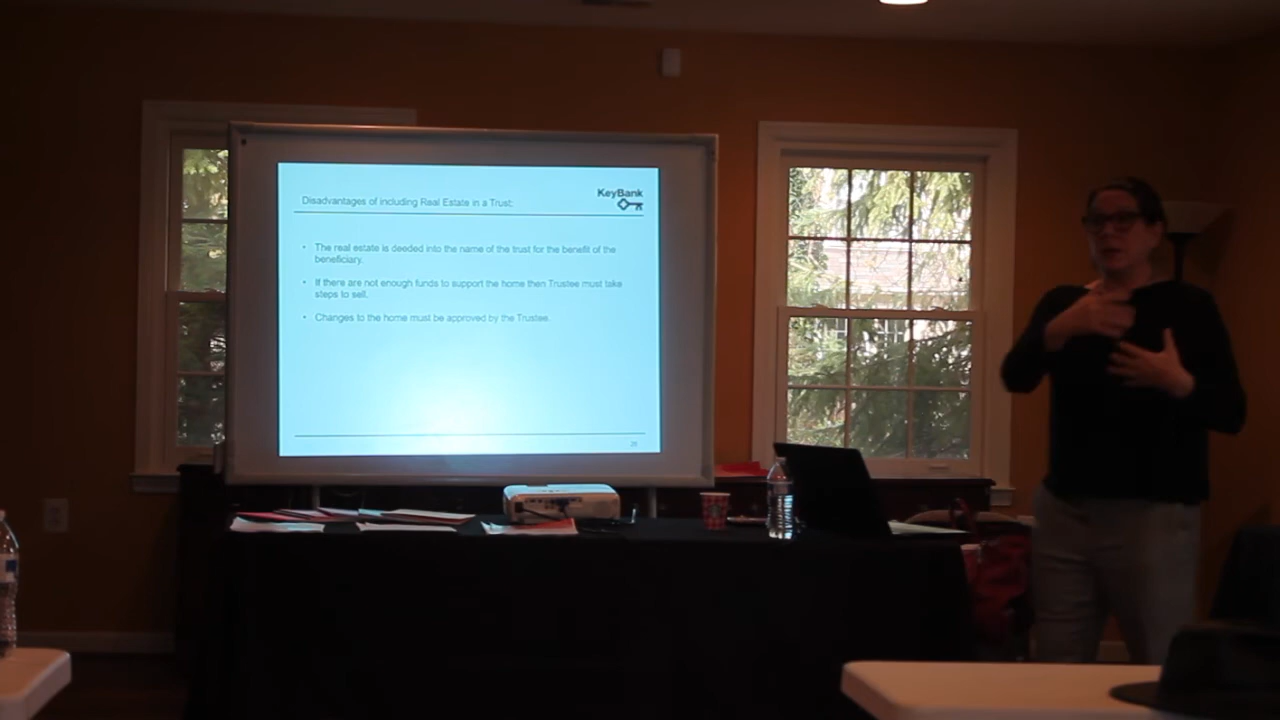 KeyBank
Disadvantages of including Real Estate in a Trust:
• The real estate is deeded into the name of the trust for the benefit of the
beneficiary.
• If there are not enough funds to support the home then Trustee must take
steps to sell.
• Changes to the home must be approved by the Trustee.